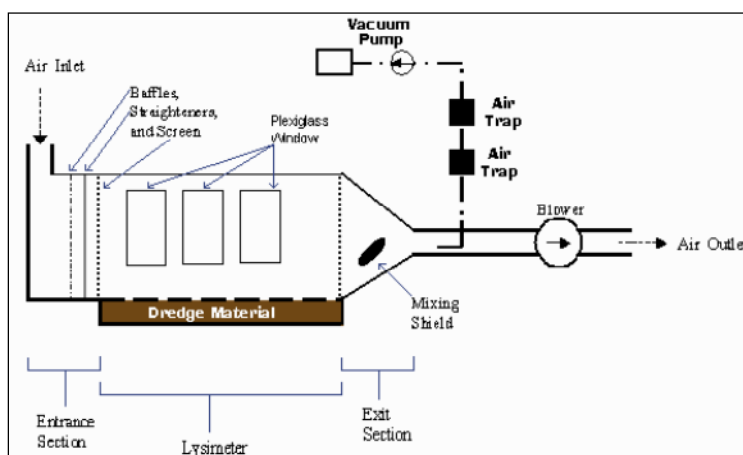 Vacuum
Pump
Air Inlet
Baffles,
Straighteners,
and Screen
Plexiglass
Window
Air
Trap
Air
Trap
Blower
Air Outlet
Dredge Material
Mixing
Shield
Entrance
Section
Lysimeter
Exit
Section